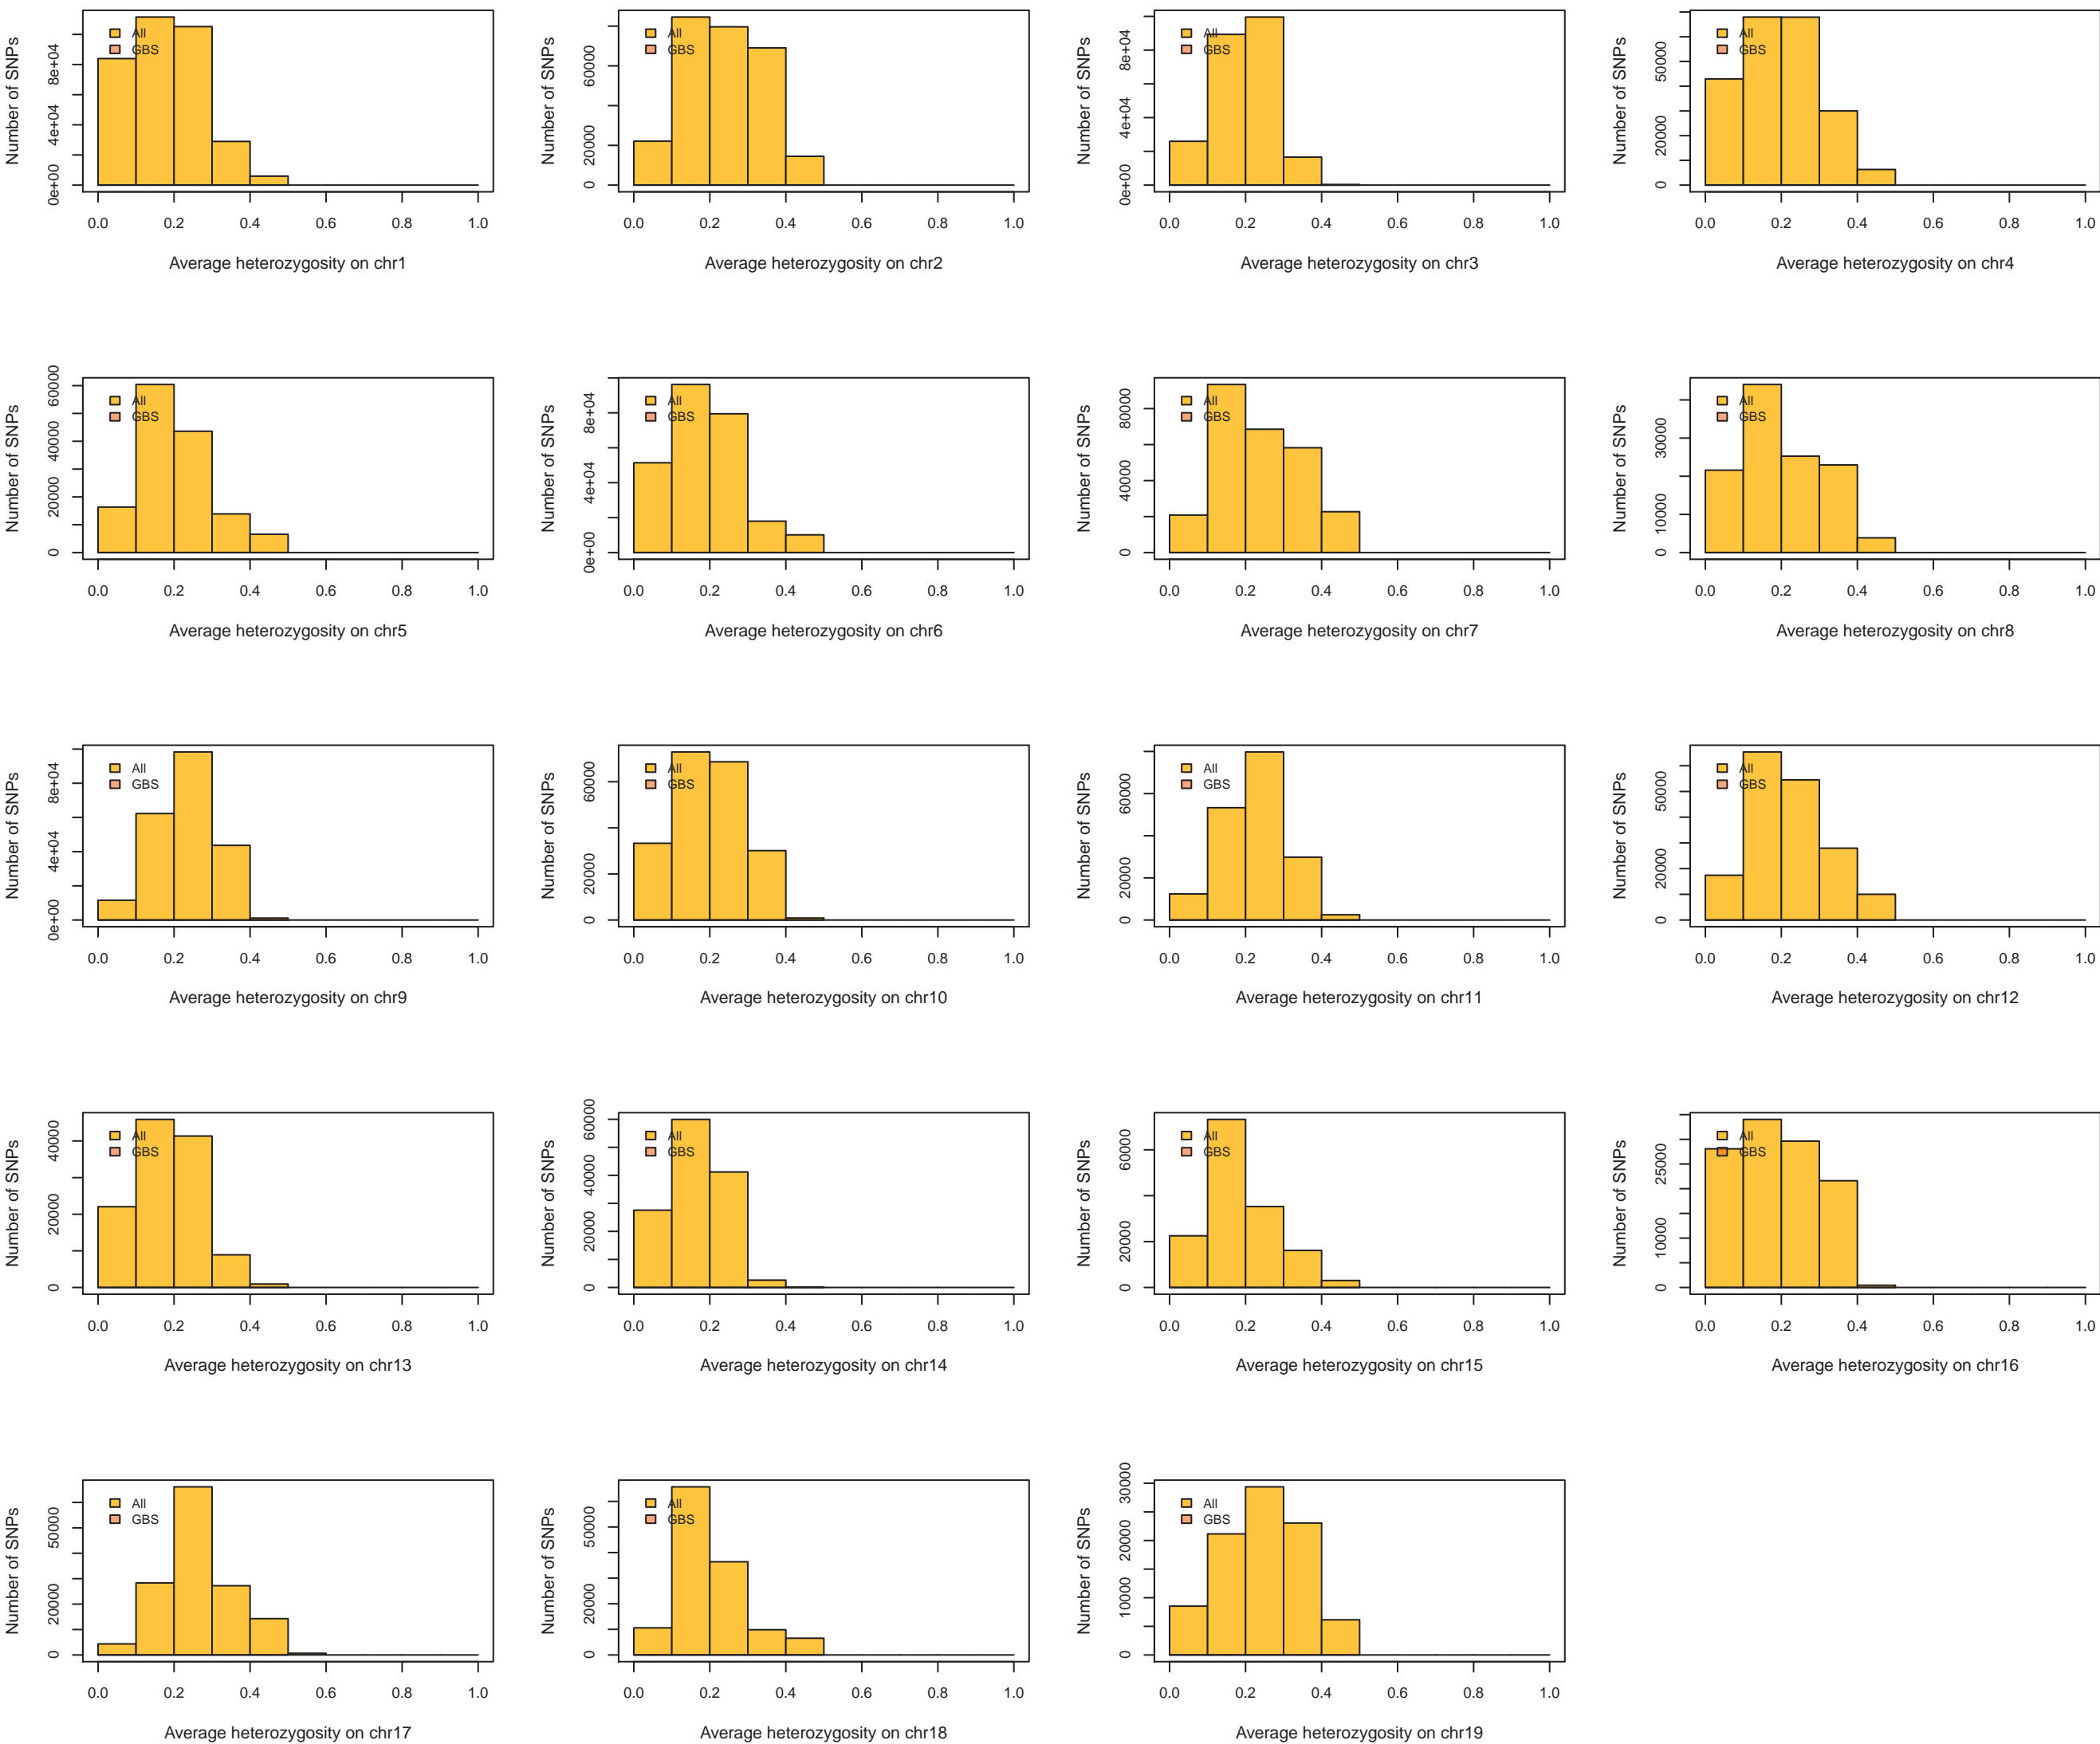 Number of SNPs
0e+00 4e+04 8e+04
All
GBS
0.0 0.2 0.4 0.6 0.8 1.0
Average heterozygosity on chr1
Number of SNPs
0 20000 60000
All
GBS
0.0 0.2 0.4 0.6 0.8 1.0
Average heterozygosity on chr2
Number of SNPs
0e+00 4e+04 8e+04
All
GBS
0.0 0.2 0.4 0.6 0.8 1.0
Average heterozygosity on chr3
Number of SNPs
0 20000 50000
All
GBS
0.0 0.2 0.4 0.6 0.8 1.0
Average heterozygosity on chr4
Number of SNPs
0 20000 40000 60000
All
GBS
0.0 0.2 0.4 0.6 0.8 1.0
Average heterozygosity on chr5
Number of SNPs
0e+00 4e+04 8e+04
All
GBS
0.0 0.2 0.4 0.6 0.8 1.0
Average heterozygosity on chr6
Number of SNPs
0 40000 80000
All
GBS
0.0 0.2 0.4 0.6 0.8 1.0
Average heterozygosity on chr7
Number of SNPs
0 10000 30000
All
GBS
0.0 0.2 0.4 0.6 0.8 1.0
Average heterozygosity on chr8
Number of SNPs
0e+00 4e+04 8e+04
All
GBS
0.0 0.2 0.4 0.6 0.8 1.0
Average heterozygosity on chr9
Number of SNPs
0 20000 60000
All
GBS
0.0 0.2 0.4 0.6 0.8 1.0
Average heterozygosity on chr10
Number of SNPs
0 20000 60000
All
GBS
0.0 0.2 0.4 0.6 0.8 1.0
Average heterozygosity on chr11
Number of SNPs
0 20000 50000
All
GBS
0.0 0.2 0.4 0.6 0.8 1.0
Average heterozygosity on chr12
Number of SNPs
0 20000 40000
All
GBS
0.0 0.2 0.4 0.6 0.8 1.0
Average heterozygosity on chr13
Number of SNPs
0 20000 40000 60000
All
GBS
0.0 0.2 0.4 0.6 0.8 1.0
Average heterozygosity on chr14
Number of SNPs
0 20000 60000
All
GBS
0.0 0.2 0.4 0.6 0.8 1.0
Average heterozygosity on chr15
Number of SNPs
0 10000 25000
All
GBS
0.0 0.2 0.4 0.6 0.8 1.0
Average heterozygosity on chr16
Number of SNPs
0 20000 50000
All
GBS
0.0 0.2 0.4 0.6 0.8 1.0
Average heterozygosity on chr17
Number of SNPs
0 20000 50000
All
GBS
0.0 0.2 0.4 0.6 0.8 1.0
Average heterozygosity on chr18
Number of SNPs
0 10000 20000 30000
All
GBS
0.0 0.2 0.4 0.6 0.8 1.0
Average heterozygosity on chr19